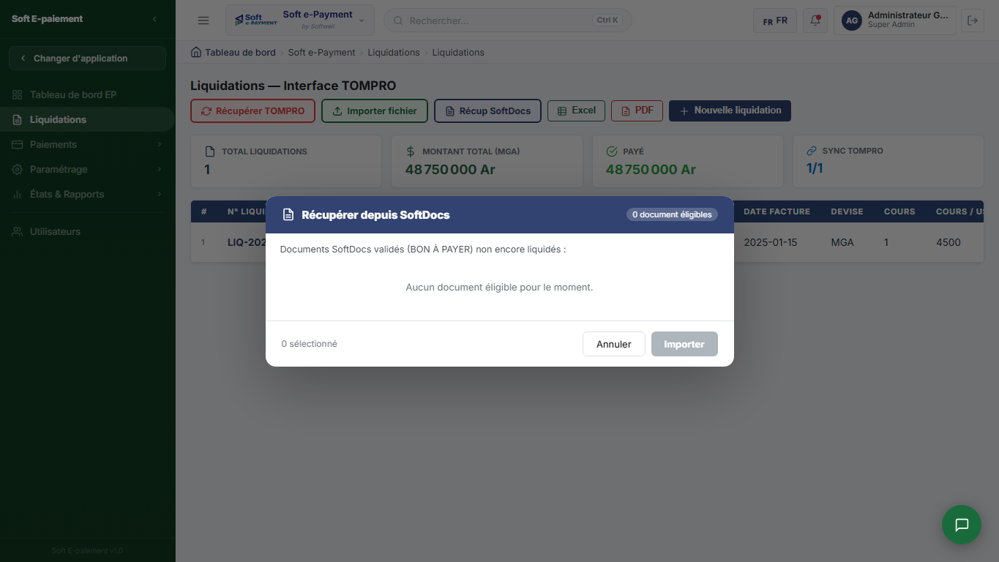 Soft E-paiement
Changer d'application
Tableau de bord EP
Liquidations
Paiements
Paramétrage
États & Rapports
Utilisateurs
Soft E-paiement v1.0
Soft e-PAYMENT
Soft e-Payment
by Softwell
Rechercher...
Ctrl K
FR FR
AG
Administrateur G...
Super Admin
Tableau de bord › Soft e-Payment › Liquidations › Liquidations
Liquidations — Interface TOMPRO
Récupérer TOMPRO
Importer fichier
Récup SoftDocs
Excel
PDF
Nouvelle liquidation
TOTAL LIQUIDATIONS
1
MONTANT TOTAL (MGA)
48 750 000 Ar
PAYÉ
48 750 000 Ar
SYNC TOMPRO
1/1
# N° LIQUI DATE FACTURE DEVISE COURS COURS / US
1 LIQ-202 2025-01-15 MGA 1 4500
Récupérer depuis SoftDocs
0 document éligibles
Documents SoftDocs validés (BON À PAYER) non encore liquidés :
Aucun document éligible pour le moment.
0 sélectionné
Annuler
Importer